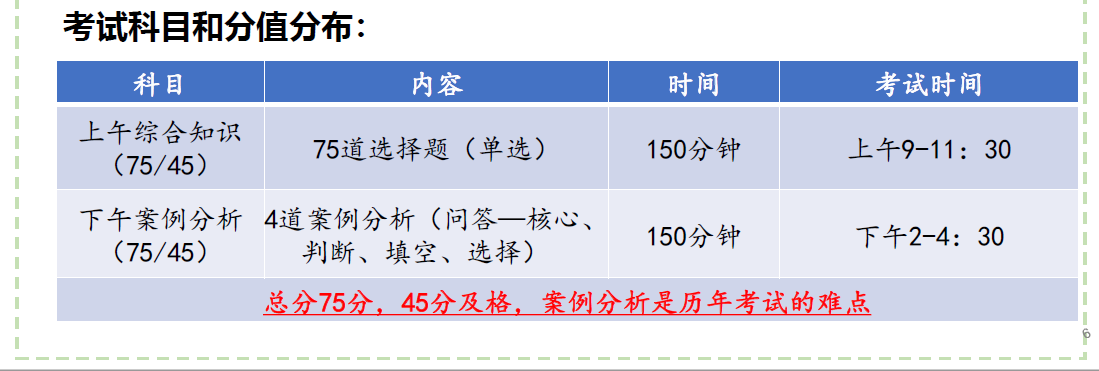 考试科目和分值分布：
科目 内容 时间 考试时间
上午综合知识
（75/45）
75道选择题（单选）
150分钟
上午9-11：30
下午案例分析
（75/45）
4道案例分析（问答—核心、
判断、填空、选择）
150分钟
下午2-4：30
总分75分，45分及格，案例分析是历年考试的难点
6